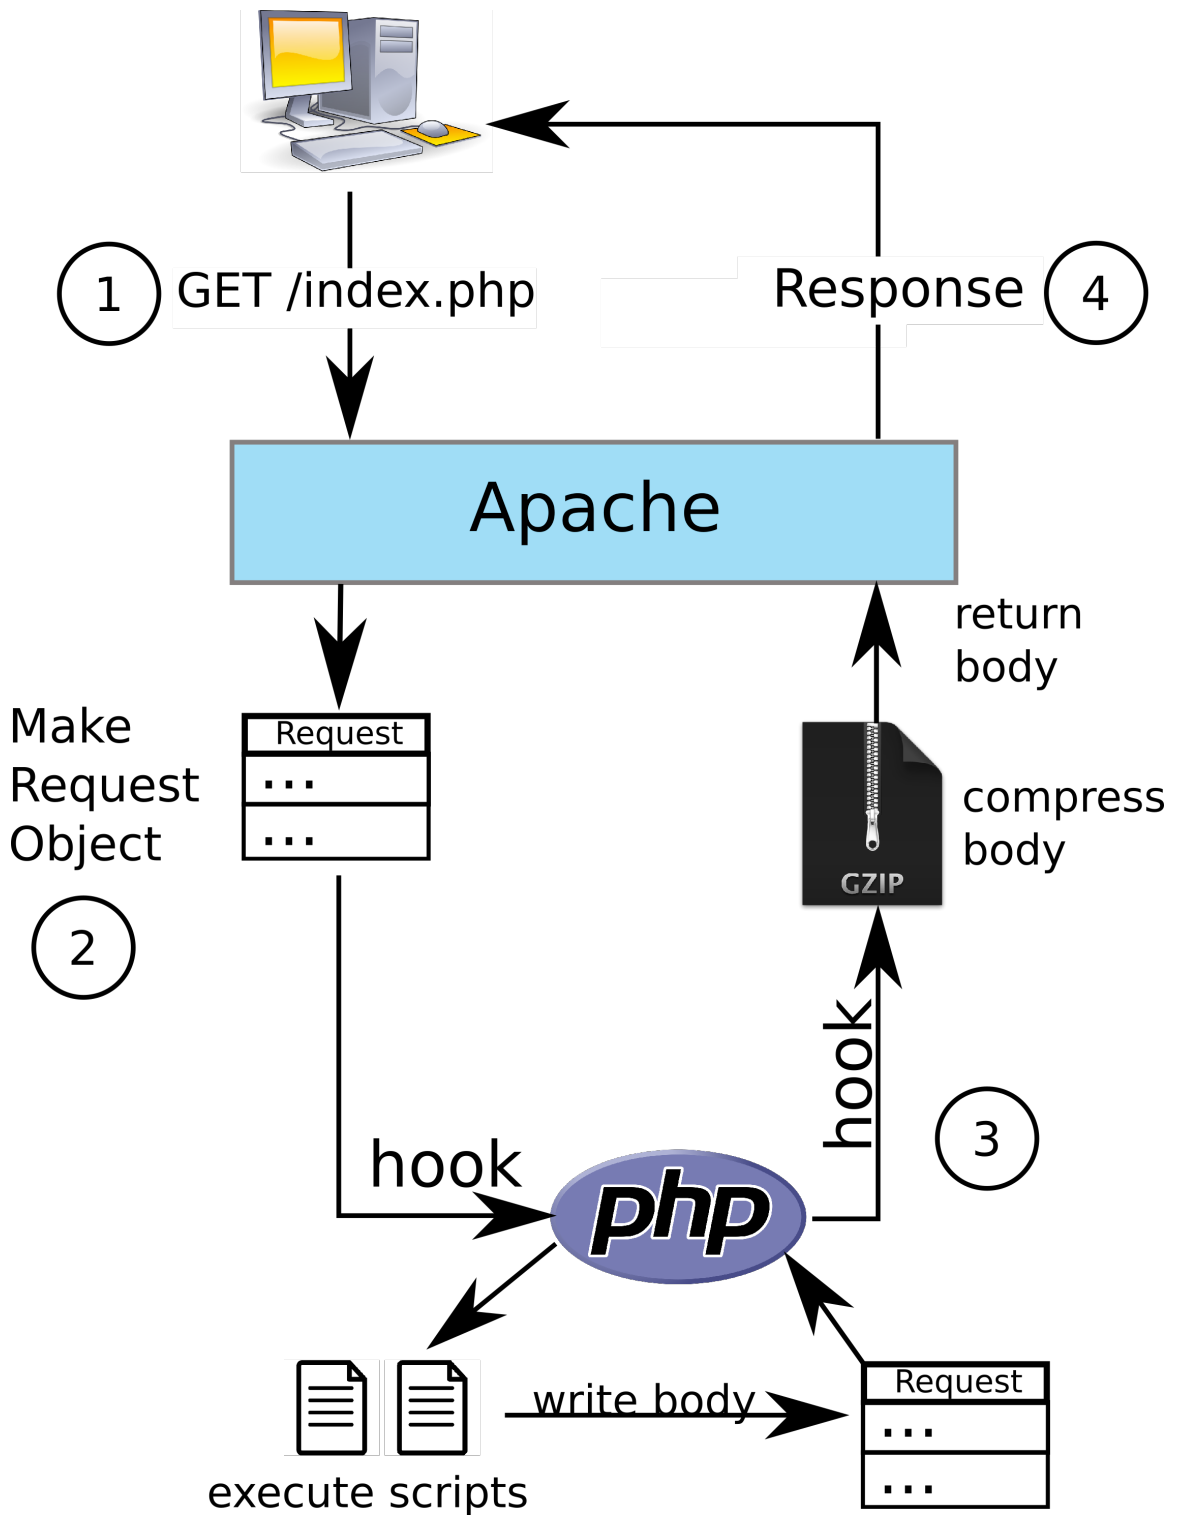 1
GET /index.php
Response
4
Apache
return
body
Make
Request
Object
Request
...
...
compress
body
GZIP
2
hook
hook
3
php
write body
Request
...
...
execute scripts